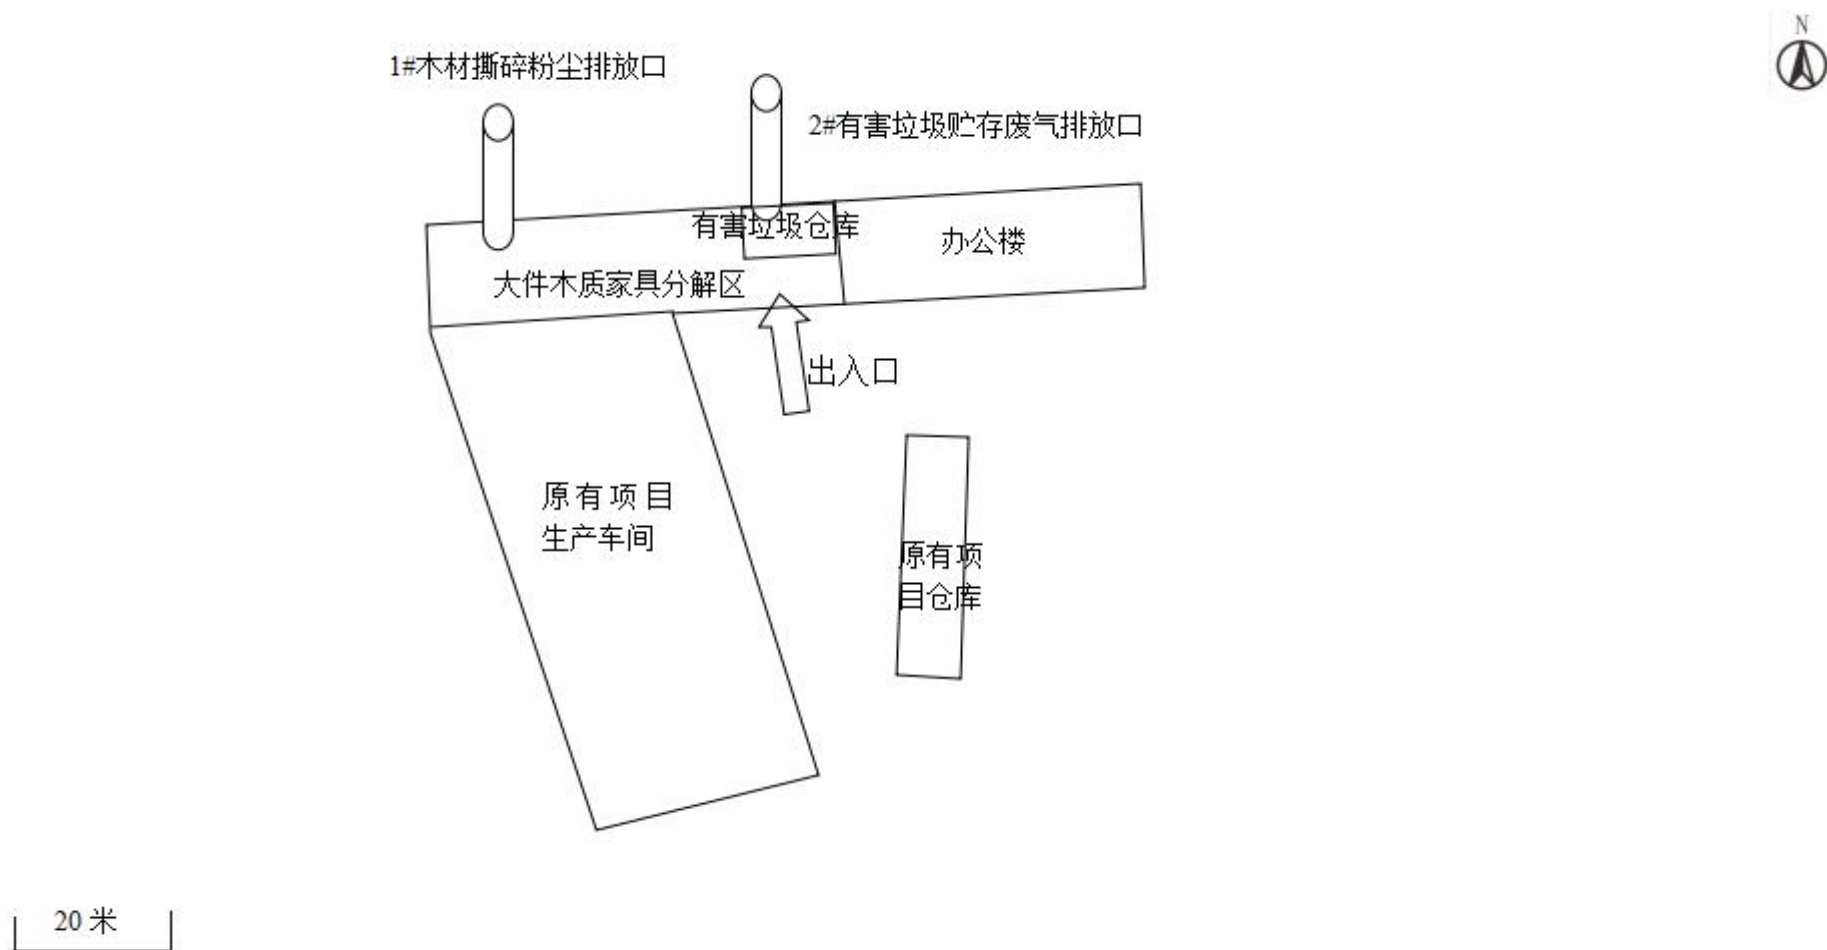 N
1#木材撕碎粉尘排放口
2#有害垃圾贮存废气排放口
有害垃圾仓库
办公楼
大件木质家具分解区
出入口
原有项目
生产车间
原有项
目仓库
20 米